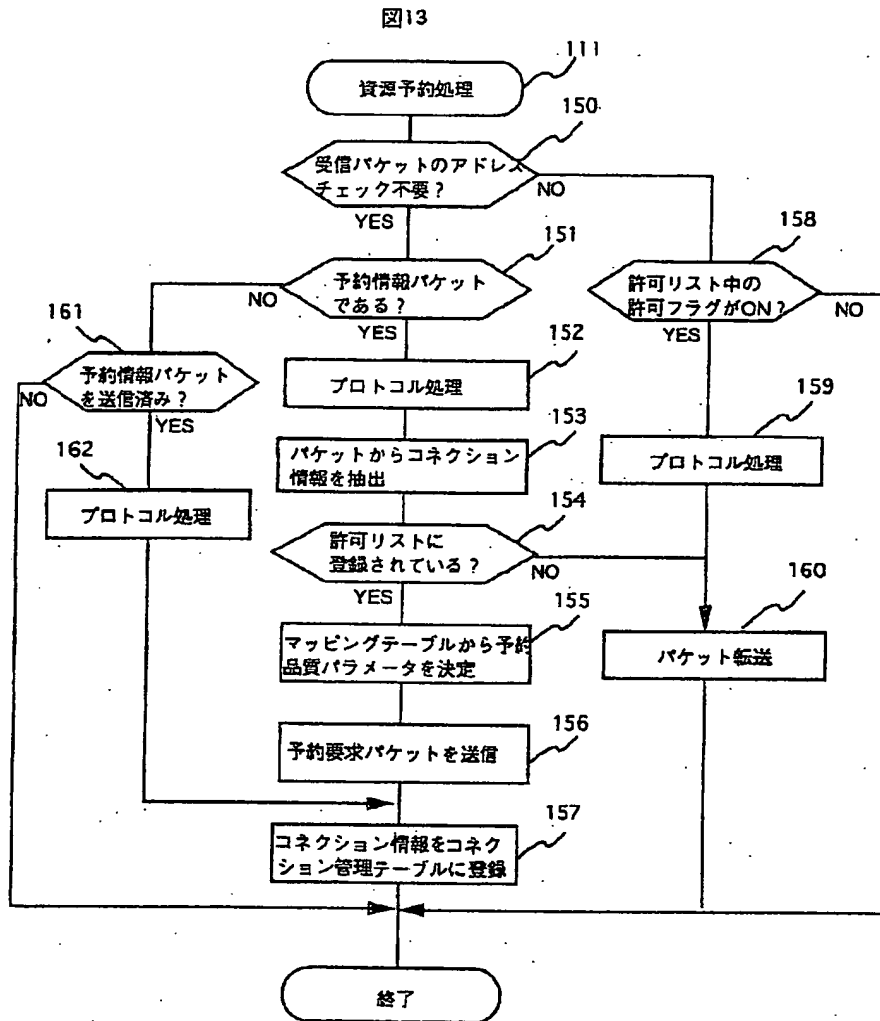 図13
資源予約処理
111
受信パケットのアドレス
チェック不要？
150
NO
YES
予約情報パケット
である？
151
NO
YES
許可リスト中の
許可フラグがON？
158
NO
YES
161
予約情報パケット
を送信済み？
NO
YES
プロトコル処理
152
パケットからコネクション
情報を抽出
153
プロトコル処理
159
162
プロトコル処理
許可リストに
登録されている？
154
NO
YES
マッピングテーブルから予約
品質パラメータを決定
155
パケット転送
160
予約要求パケットを送信
156
コネクション情報をコネク
ション管理テーブルに登録
157
終了